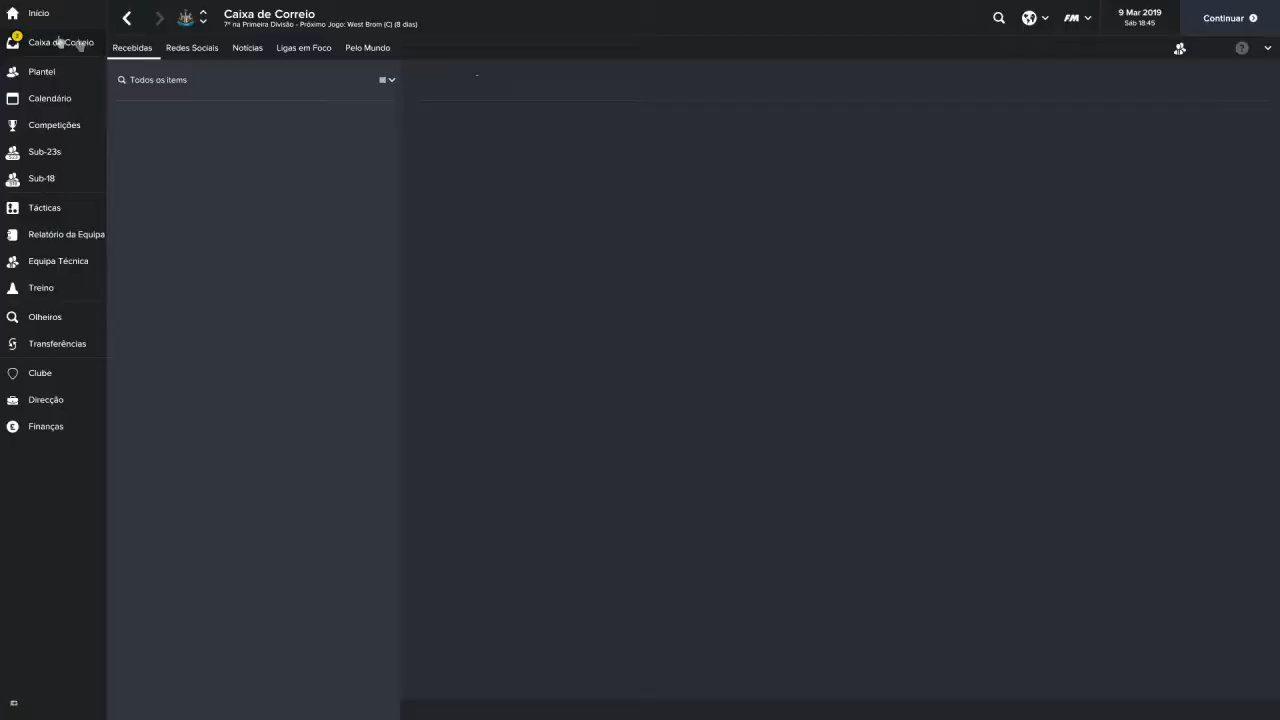 Início
Caixa de Correio
Plantel
Calendário
Competições
Sub-23s
Sub-18
Tácticas
Relatório da Equipa
Equipa Técnica
Treino
Olheiros
Transferências
Clube
Direcção
Finanças
Caixa de Correio
7º na Primeira Divisão - Próximo Jogo: West Brom (C) (8 dias)
FM
9 Mar 2019
Sáb 18:45
Continuar
Recebidas
Redes Sociais
Notícias
Ligas em Foco
Pelo Mundo
Todos os items